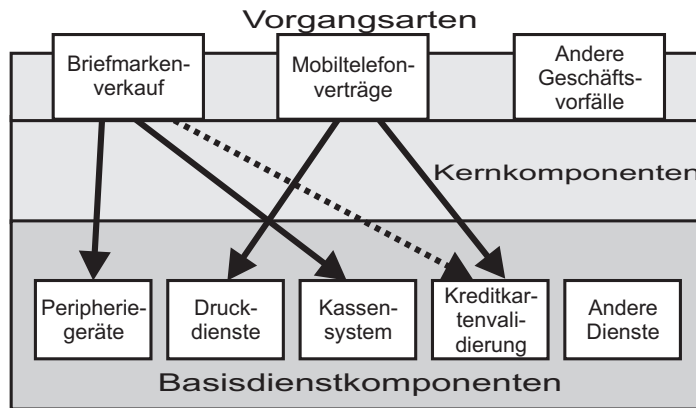 Vorgangsarten
Briefmarken-
verkauf
Mobiltelefon-
verträge
Andere
Geschäfts-
vorfälle
Kernkomponenten
Peripherie-
geräte
Druck-
dienste
Kassen-
system
Kreditkar-
tenvali-
dierung
Andere
Dienste
Basisdienstkomponenten